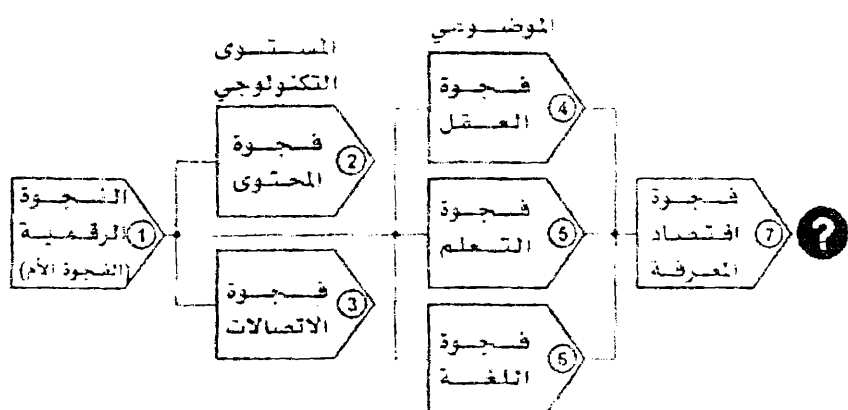 المستوى
التكنولوجي
الموضوعي
الفجوة
الرقمية
(الفجوة الأم)
1
فجوة
المحتوى
2
فجوة
الاتصالات
3
فجوة
العقل
4
فجوة
التعلم
5
فجوة
اللغة
6
فجوة
اقتصاد
المعرفة
7
?